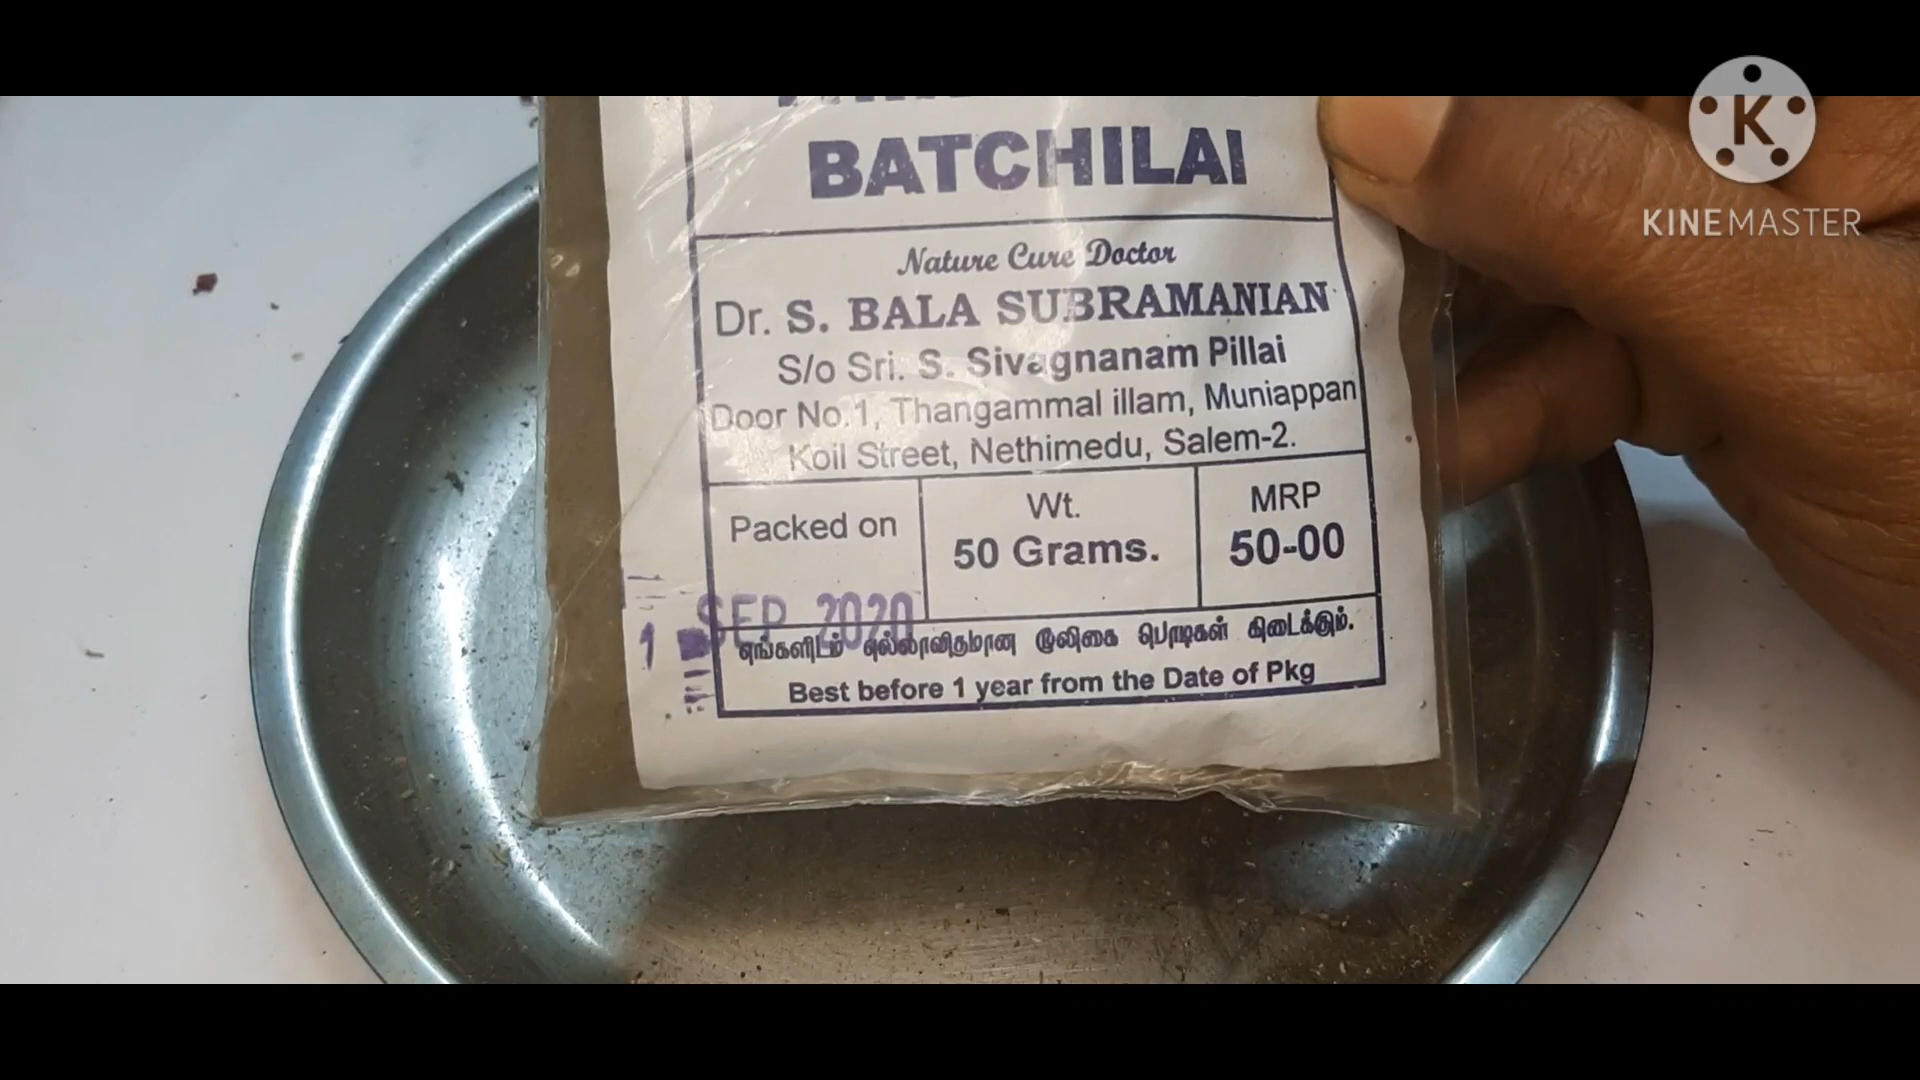 BATCHILAI
Nature Cure Doctor
Dr. S. BALA SUBRAMANIAN
S/o Sri. S. Sivagnanam Pillai
Door No.1, Thangammal illam, Muniappan
Koil Street, Nethimedu, Salem-2.
Packed on
1 SEP 2020
Wt.
50 Grams.
MRP
50-00
எங்களிடம் எல்லாவிதமான மூலிகை பொடிகள் கிடைக்கும்.
Best before 1 year from the Date of Pkg
K
KINEMASTER